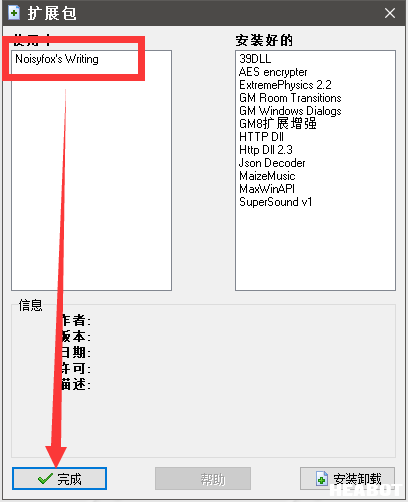 扩展包
使用中
安装好的
Noisyfox's Writing
39DLL
AES encrypter
ExtremePhysics 2.2
GM Room Transitions
GM Windows Dialogs
GM8扩展增强
HTTP Dll
Http Dll 2.3
Json Decoder
MaizeMusic
MaxWinAPI
SuperSound v1
信息
作者:
版本:
日期:
许可:
描述:
完成
帮助
安装卸载